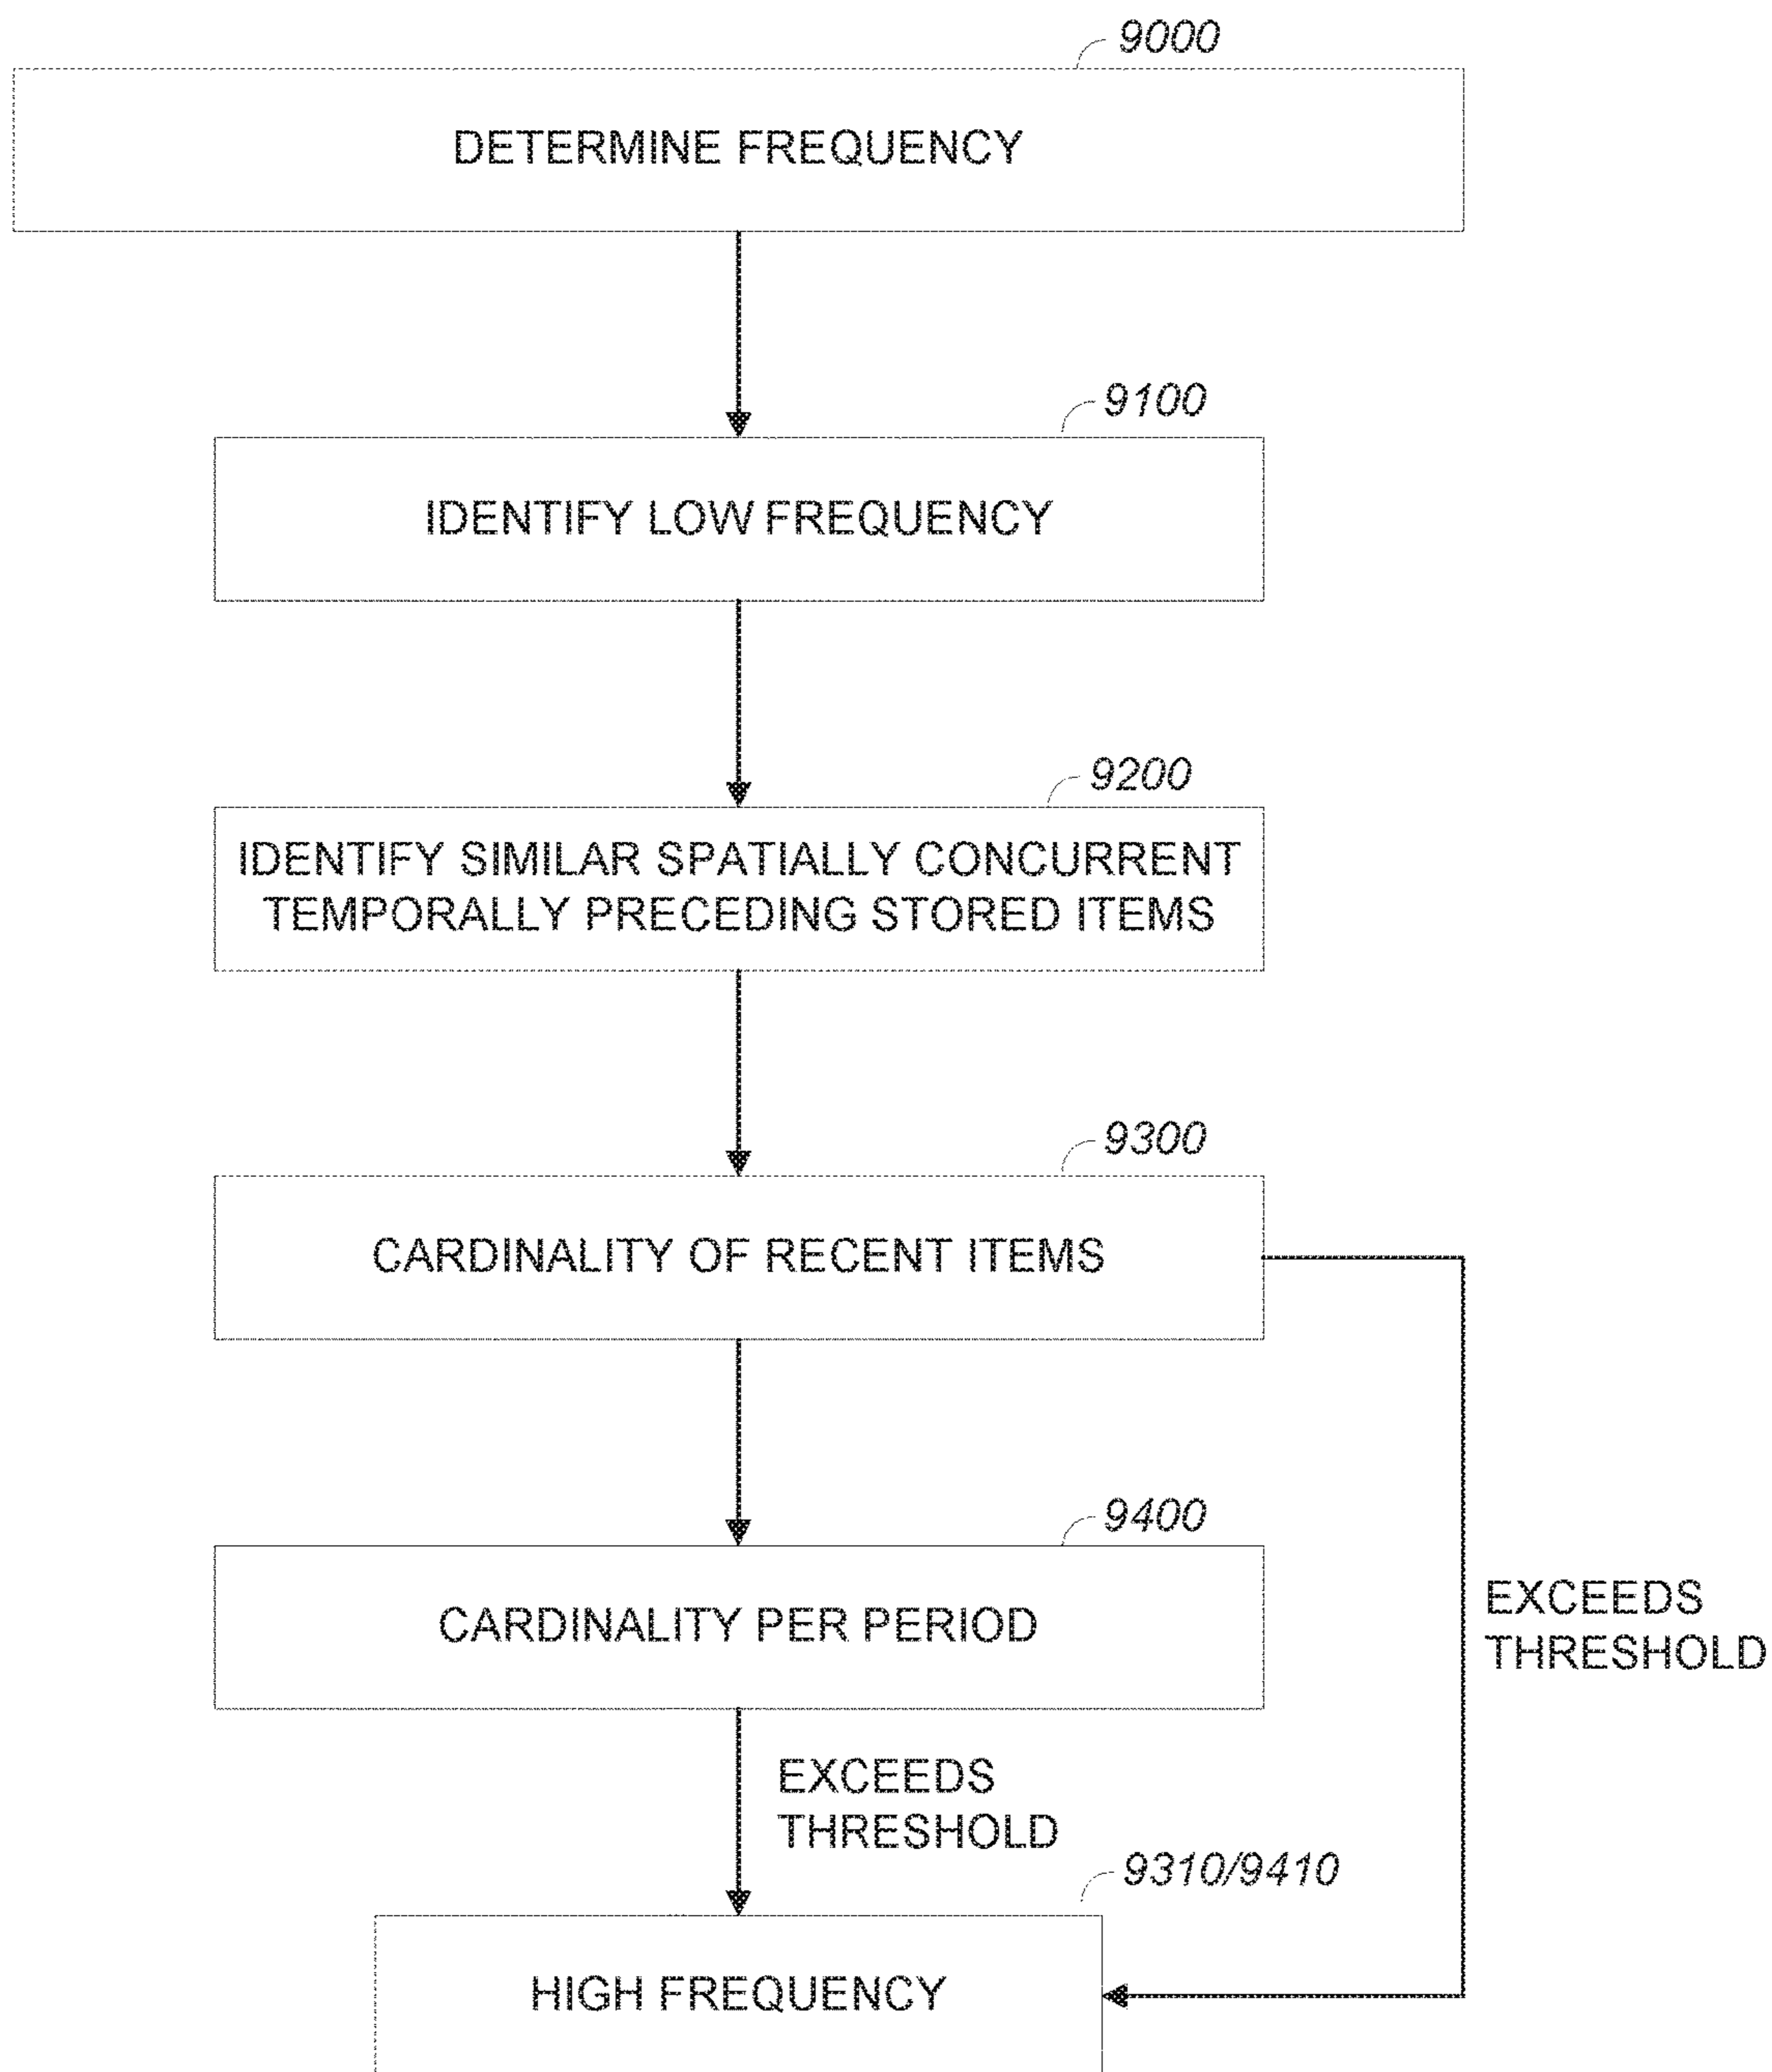 9000
DETERMINE FREQUENCY
9100
IDENTIFY LOW FREQUENCY
9200
IDENTIFY SIMILAR SPATIALLY CONCURRENT
TEMPORALLY PRECEDING STORED ITEMS
9300
CARDINALITY OF RECENT ITEMS
9400
CARDINALITY PER PERIOD
EXCEEDS
THRESHOLD
EXCEEDS
THRESHOLD
9310/9410
HIGH FREQUENCY